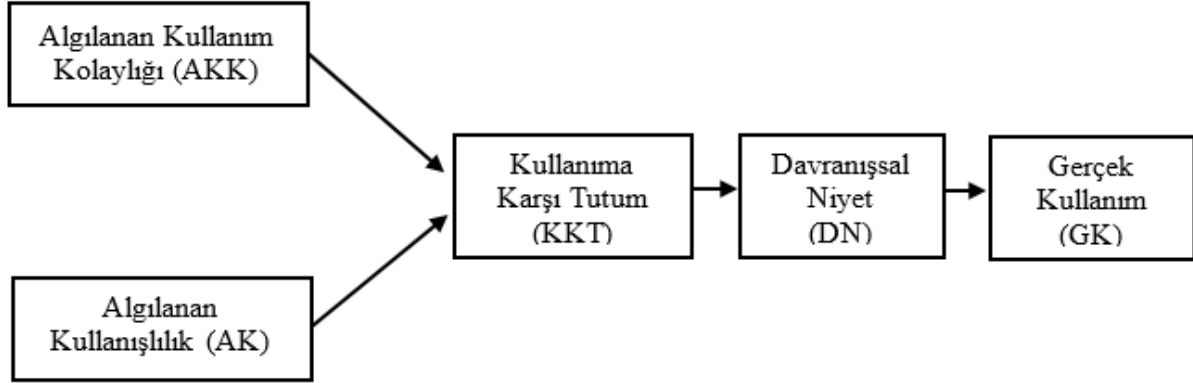 Algılanan Kullanım
Kolaylığı (AKK)
Kullanıma
Karşı Tutum
(KKT)
Davranışsal
Niyet
(DN)
Gerçek
Kullanım
(GK)
Algılanan
Kullanışlılık (AK)